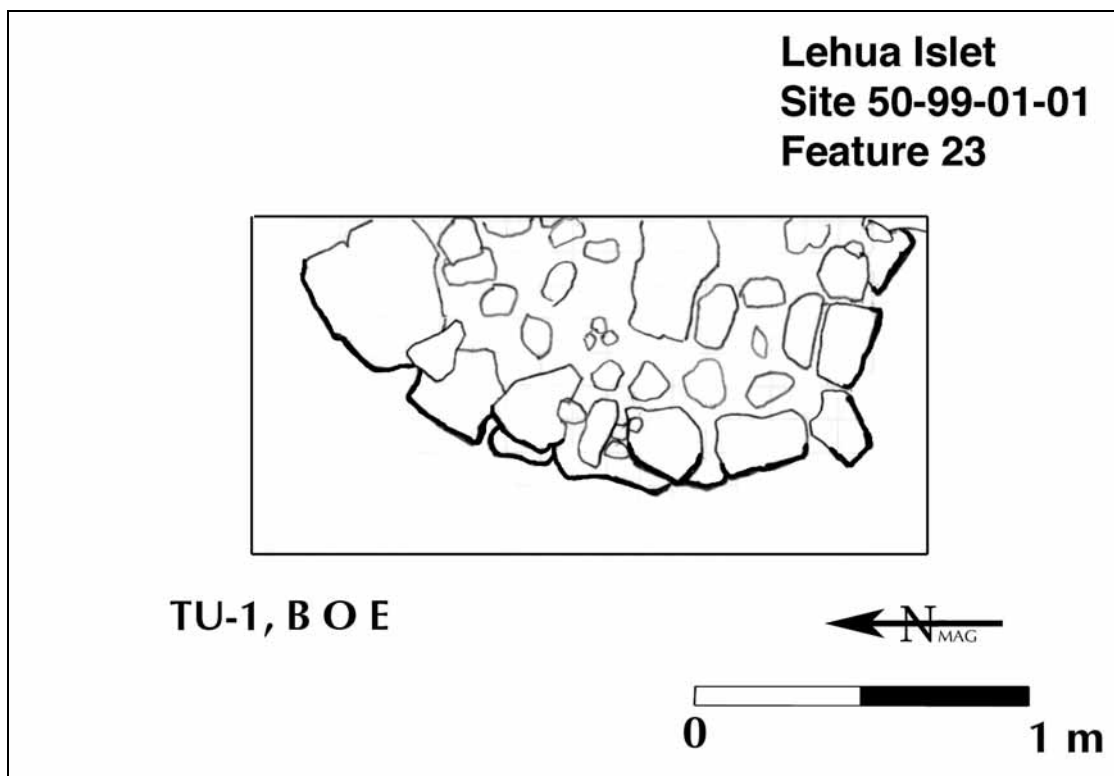 Lehua Islet
Site 50-99-01-01
Feature 23
TU-1, B O E
N MAG
0 1 m